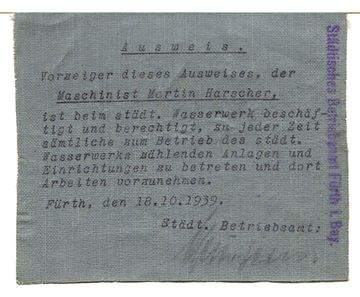 Ausweis.
Vorzeiger dieses Ausweises, der
Maschinist Martin Harscher,
ist beim städt. Wasserwerk beschäf-
tigt und berechtigt, zu jeder Zeit
sämtliche zum Betrieb des städt.
Wasserwerks zählenden Anlagen und
Einrichtungen zu betreten und dort
Arbeiten vorzunehmen.
Fürth, den 18.10.1939.
Städt. Betriebsamt:
Städtisches Betriebsamt Fürth i. Bay.